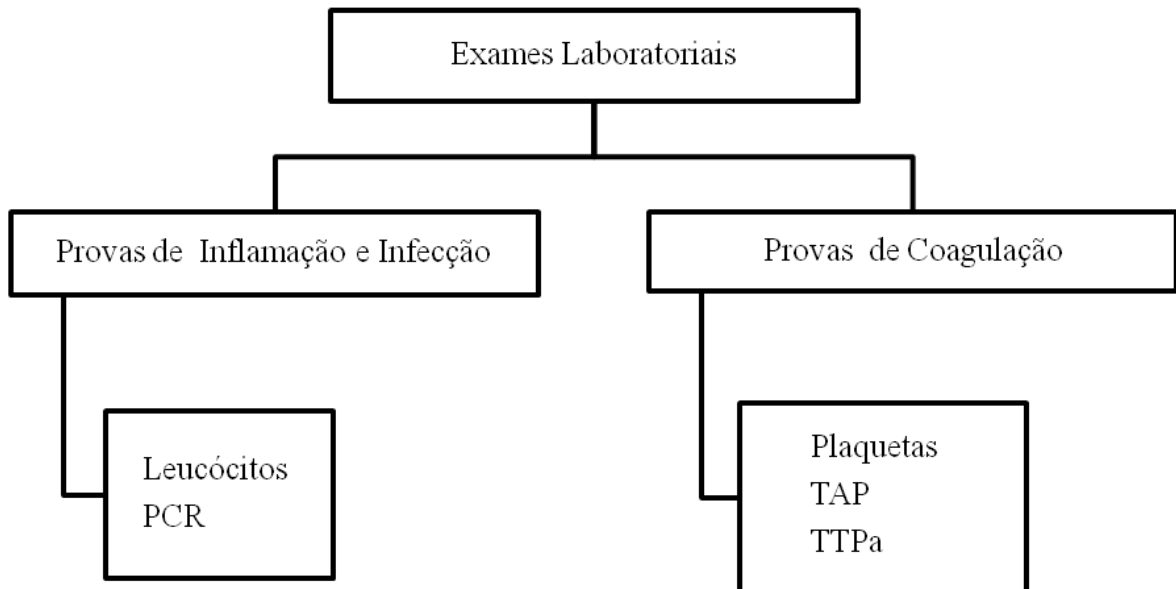 Exames Laboratoriais
Provas de Inflamação e Infecção
Provas de Coagulação
Leucócitos
PCR
Plaquetas
TAP
TTPa